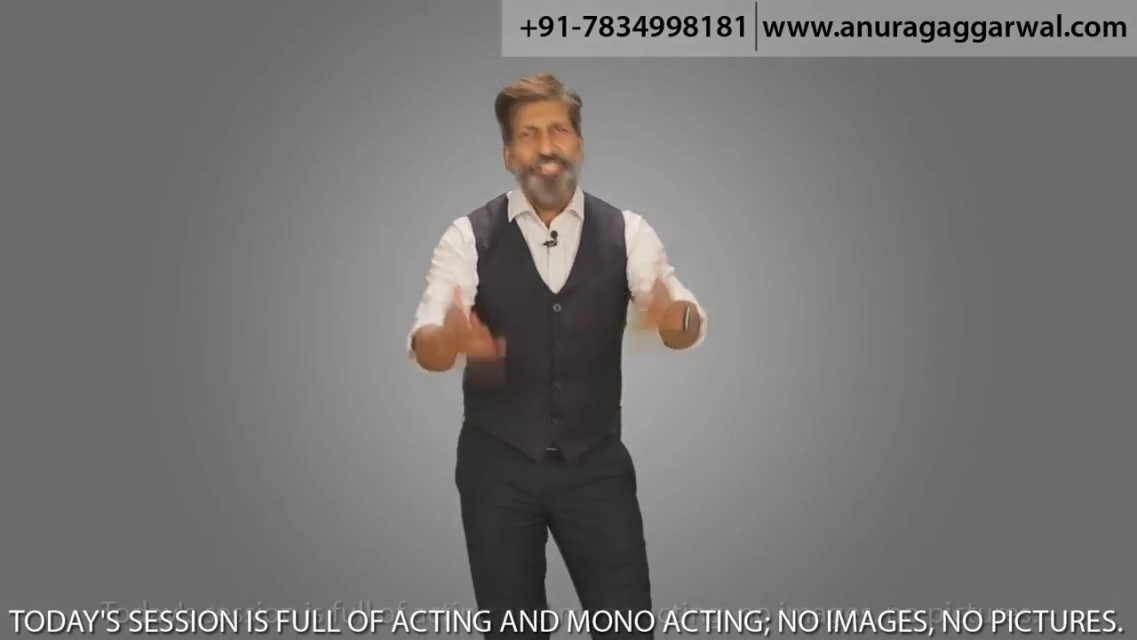 +91-7834998181 | www.anuragaggarwal.com
TODAY'S SESSION IS FULL OF ACTING AND MONO ACTING; NO IMAGES, NO PICTURES.